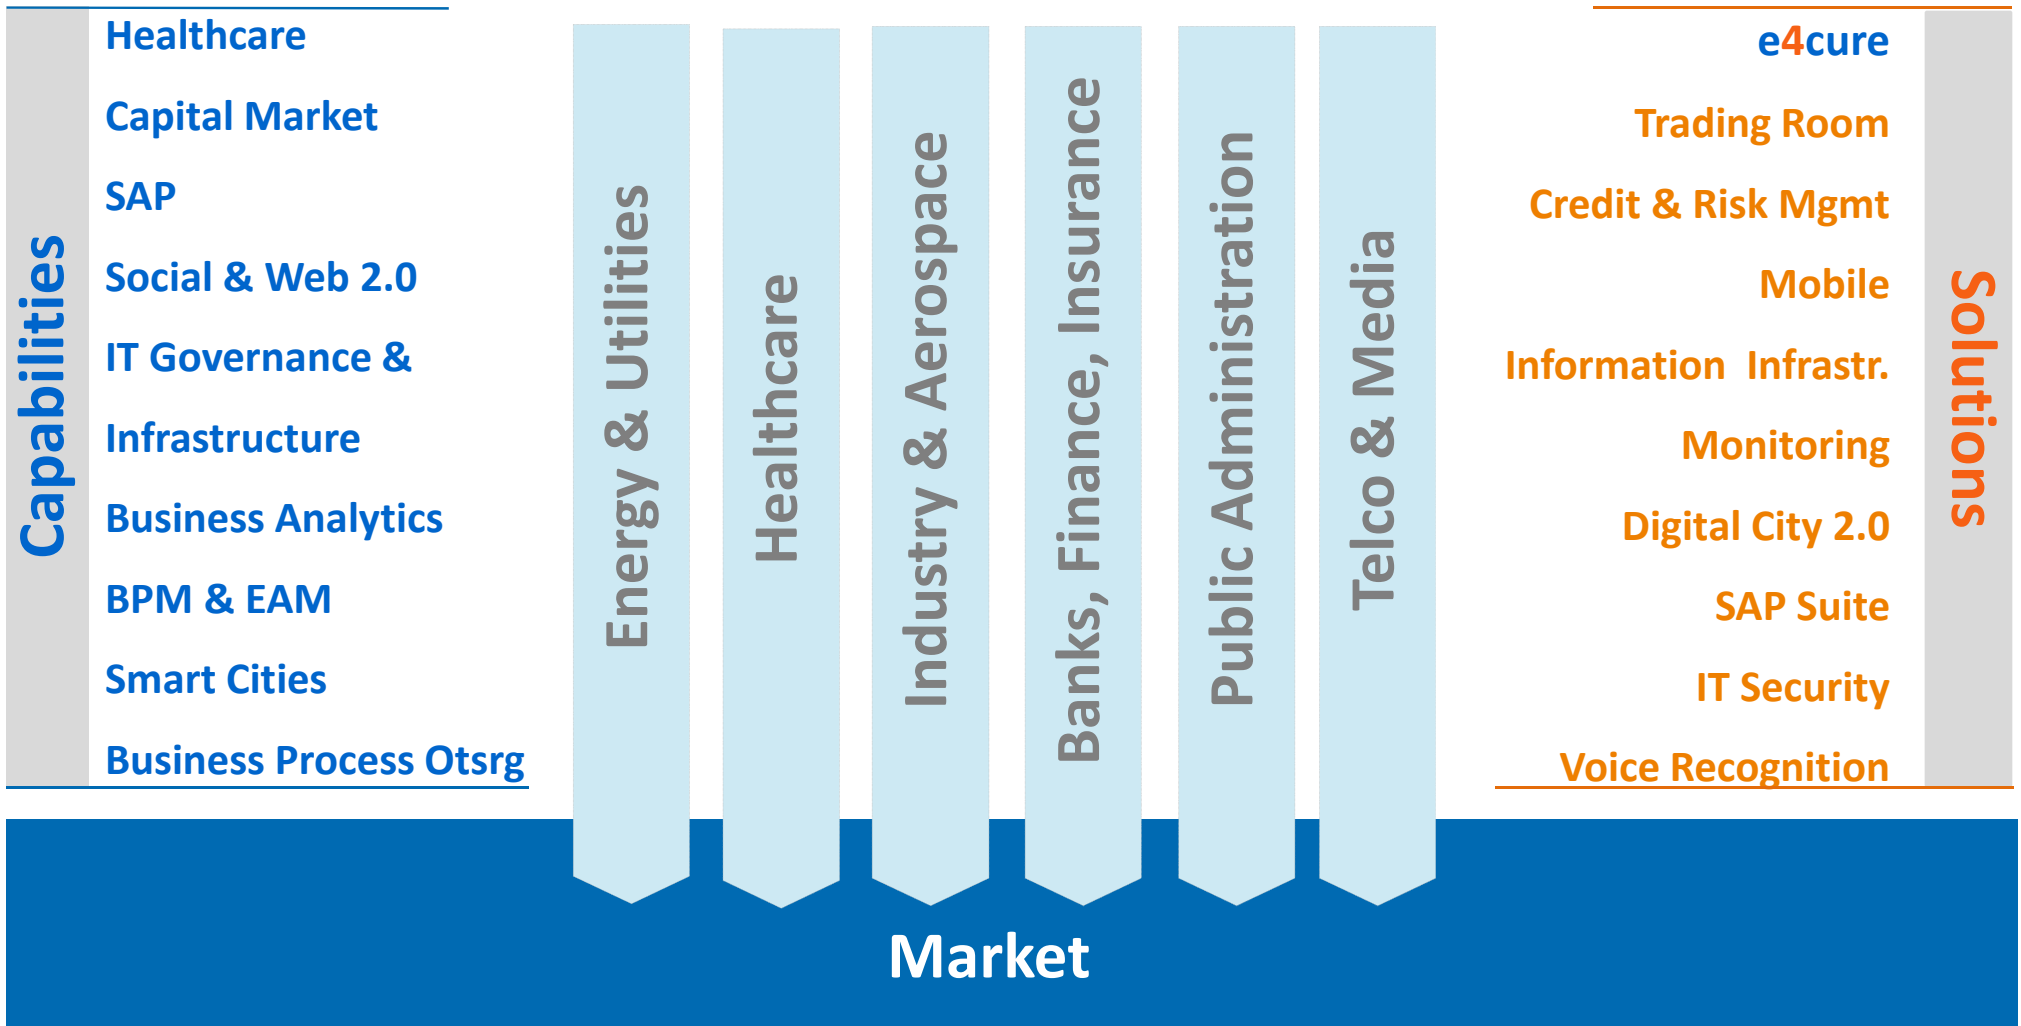 Capabilities
Healthcare
Capital Market
SAP
Social & Web 2.0
IT Governance &
Infrastructure
Business Analytics
BPM & EAM
Smart Cities
Business Process Otsrg
Energy & Utilities
Healthcare
Industry & Aerospace
Banks, Finance, Insurance
Public Administration
Telco & Media
e4cure
Trading Room
Credit & Risk Mgmt
Mobile
Information Infrastr.
Monitoring
Digital City 2.0
SAP Suite
IT Security
Voice Recognition
Solutions
Market